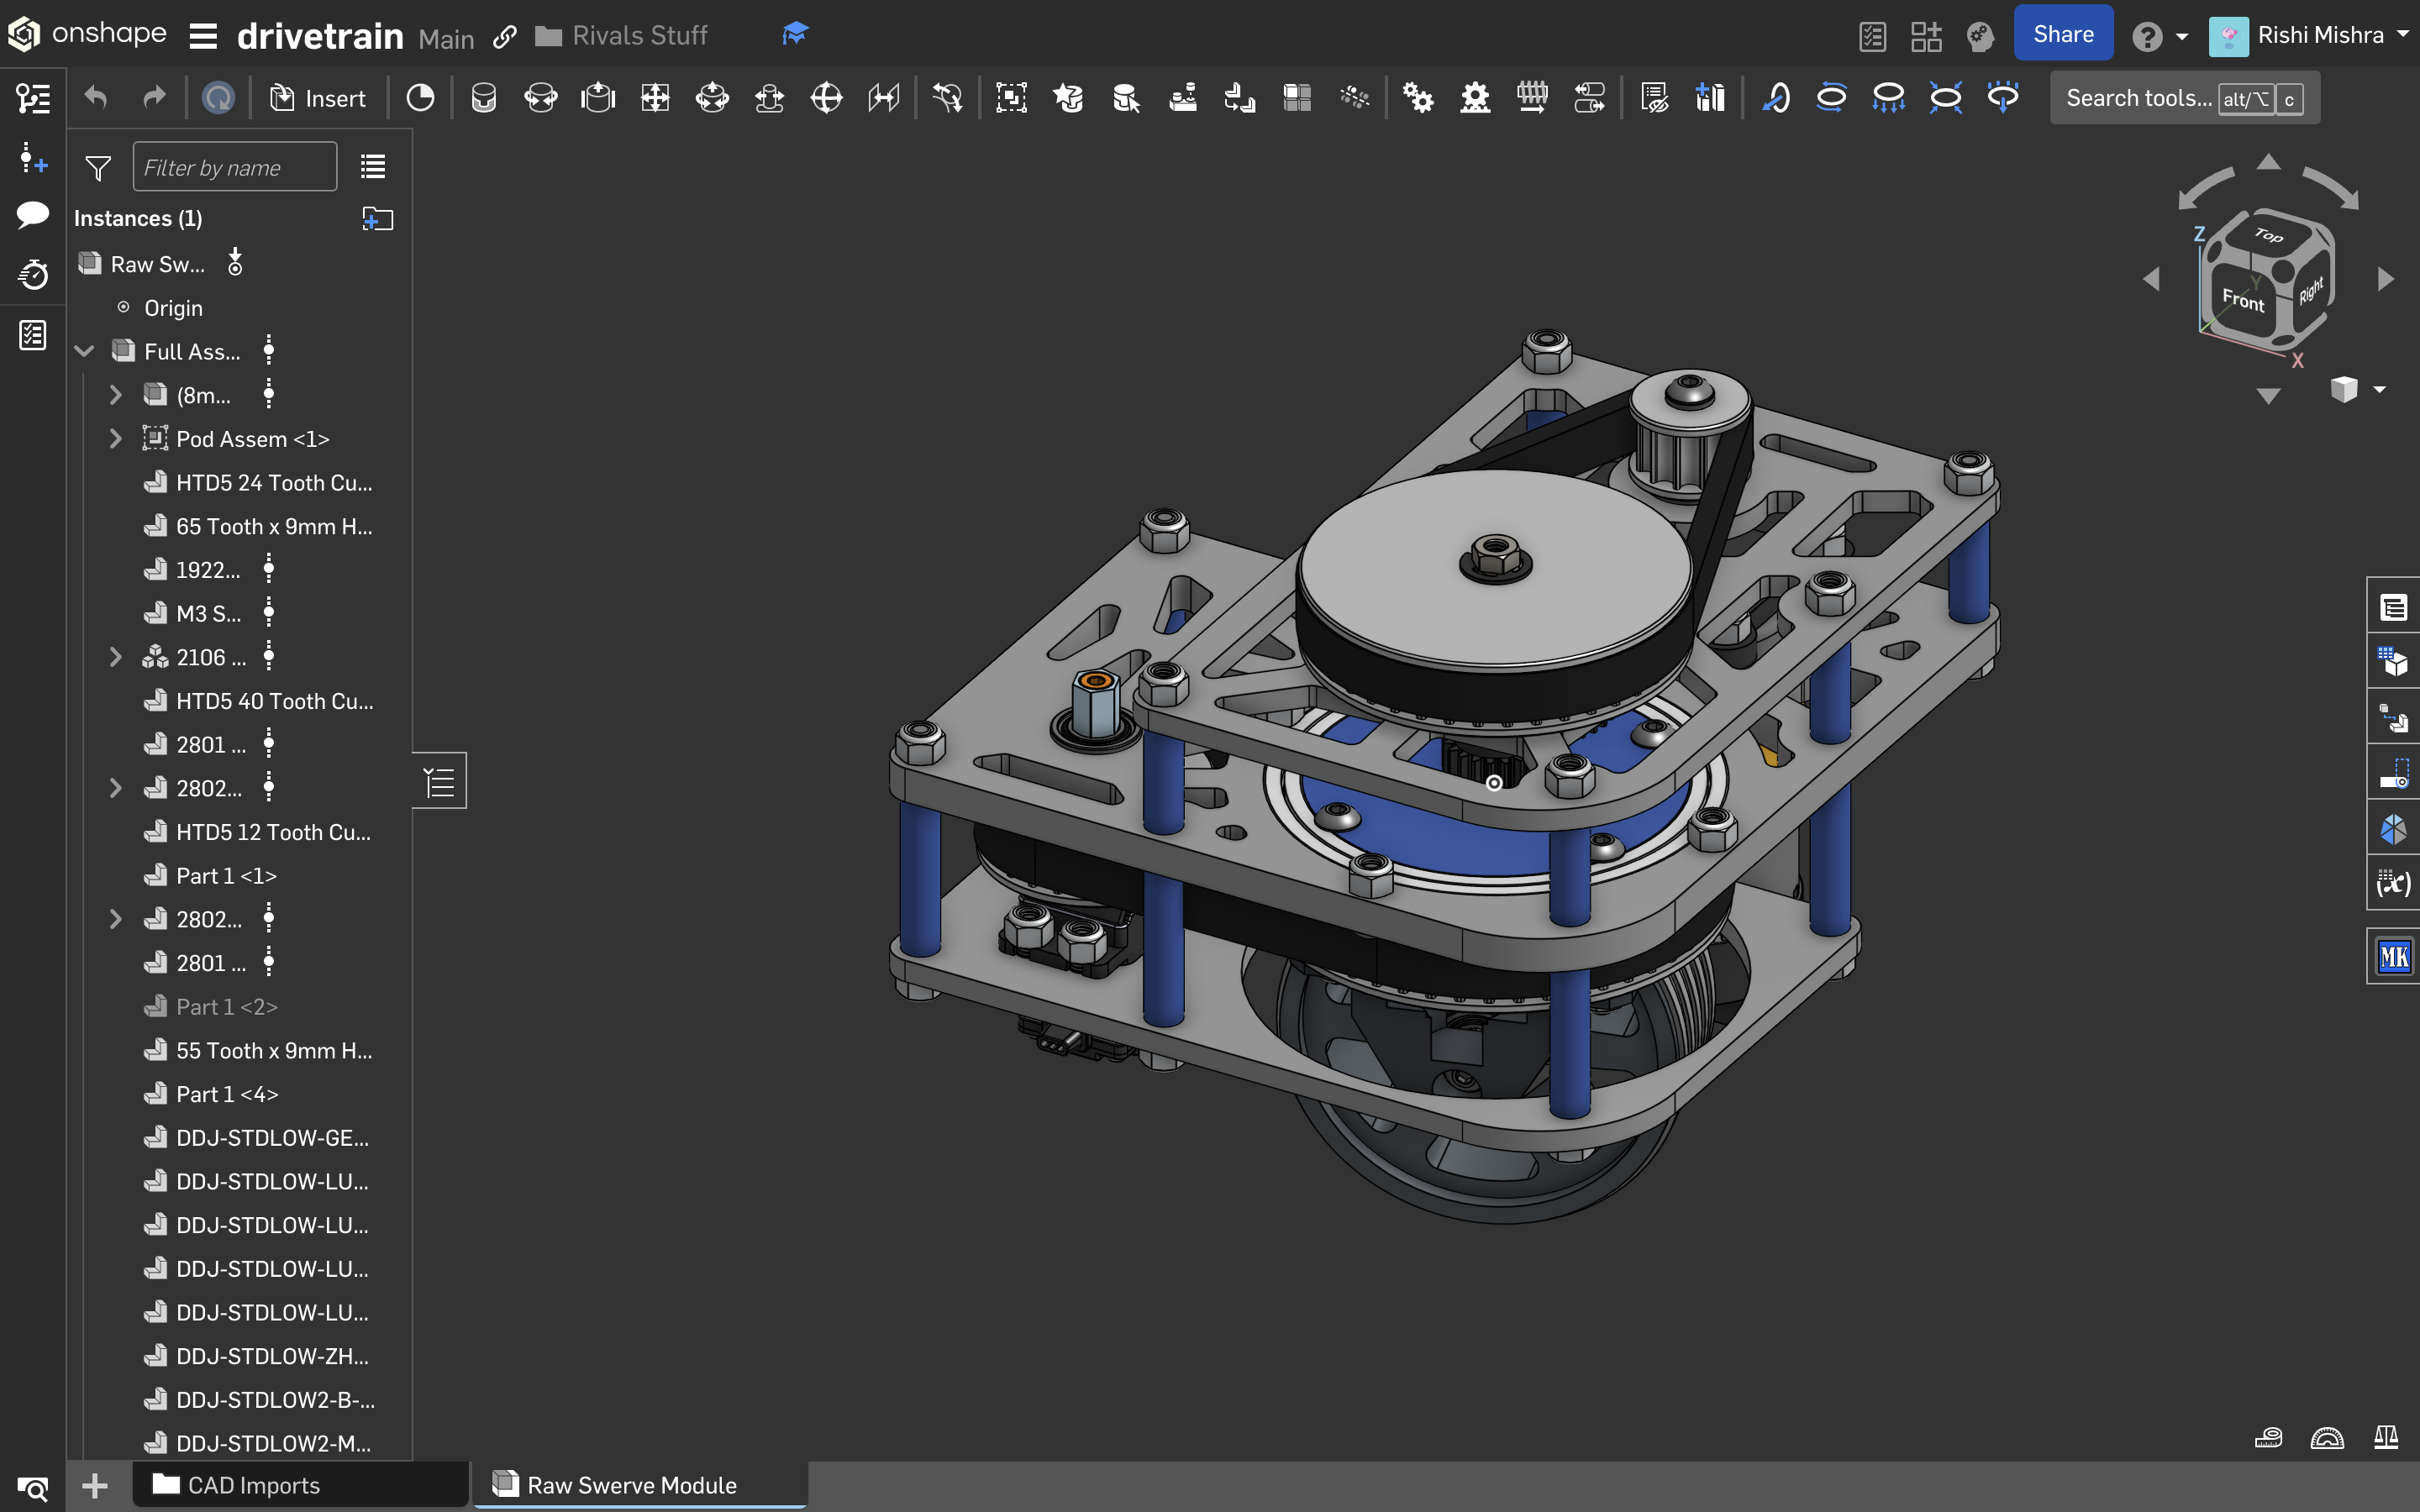 onshape
drivetrain Main
Rivals Stuff
Share
Rishi Mishra
Insert
Search tools... alt/⌥ c
Filter by name
Instances (1)
Raw Sw...
Origin
Full Ass...
(8m...
Pod Assem <1>
HTD5 24 Tooth Cu...
65 Tooth x 9mm H...
1922...
M3 S...
2106 ...
HTD5 40 Tooth Cu...
2801 ...
2802...
HTD5 12 Tooth Cu...
Part 1 <1>
2802...
2801 ...
Part 1 <2>
55 Tooth x 9mm H...
Part 1 <4>
DDJ-STDLOW-GE...
DDJ-STDLOW-LU...
DDJ-STDLOW-LU...
DDJ-STDLOW-LU...
DDJ-STDLOW-LU...
DDJ-STDLOW-ZH...
DDJ-STDLOW2-B-...
DDJ-STDLOW2-M...
Z
Top
Y
Front
Right
X
(x)
MK
CAD Imports
Raw Swerve Module